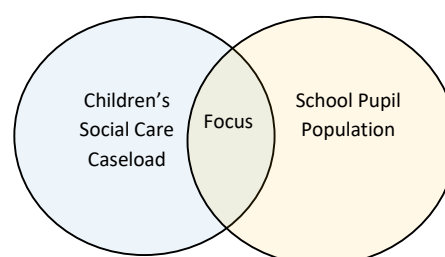 Children’s
Social Care
Caseload
Focus
School Pupil
Population